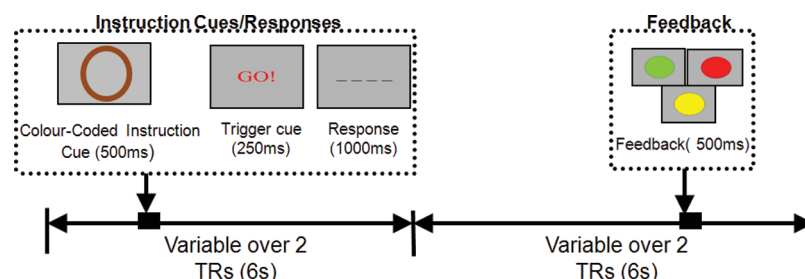 Instruction Cues/Responses
Feedback
GO!
_ _ _ _
Colour-Coded Instruction
Cue (500ms)
Trigger cue
(250ms)
Response
(1000ms)
Feedback( 500ms)
Variable over 2
TRs (6s)
Variable over 2
TRs (6s)